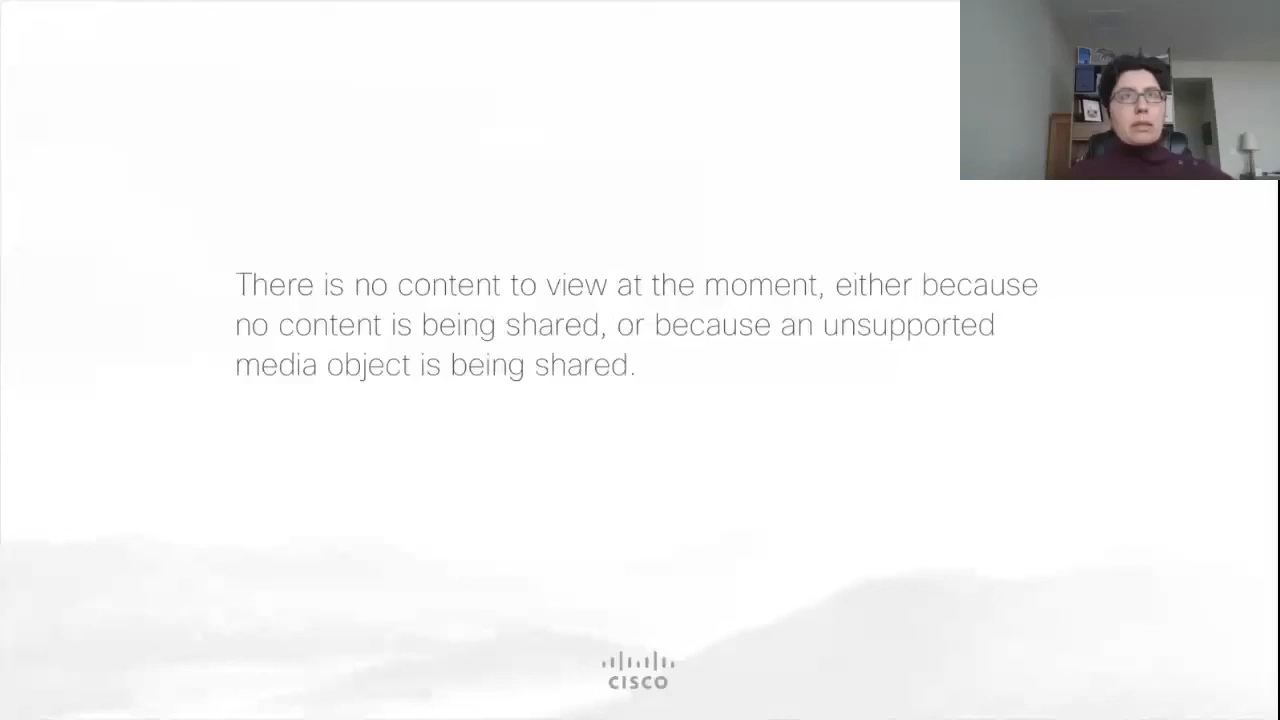 There is no content to view at the moment, either because
no content is being shared, or because an unsupported
media object is being shared.
CISCO